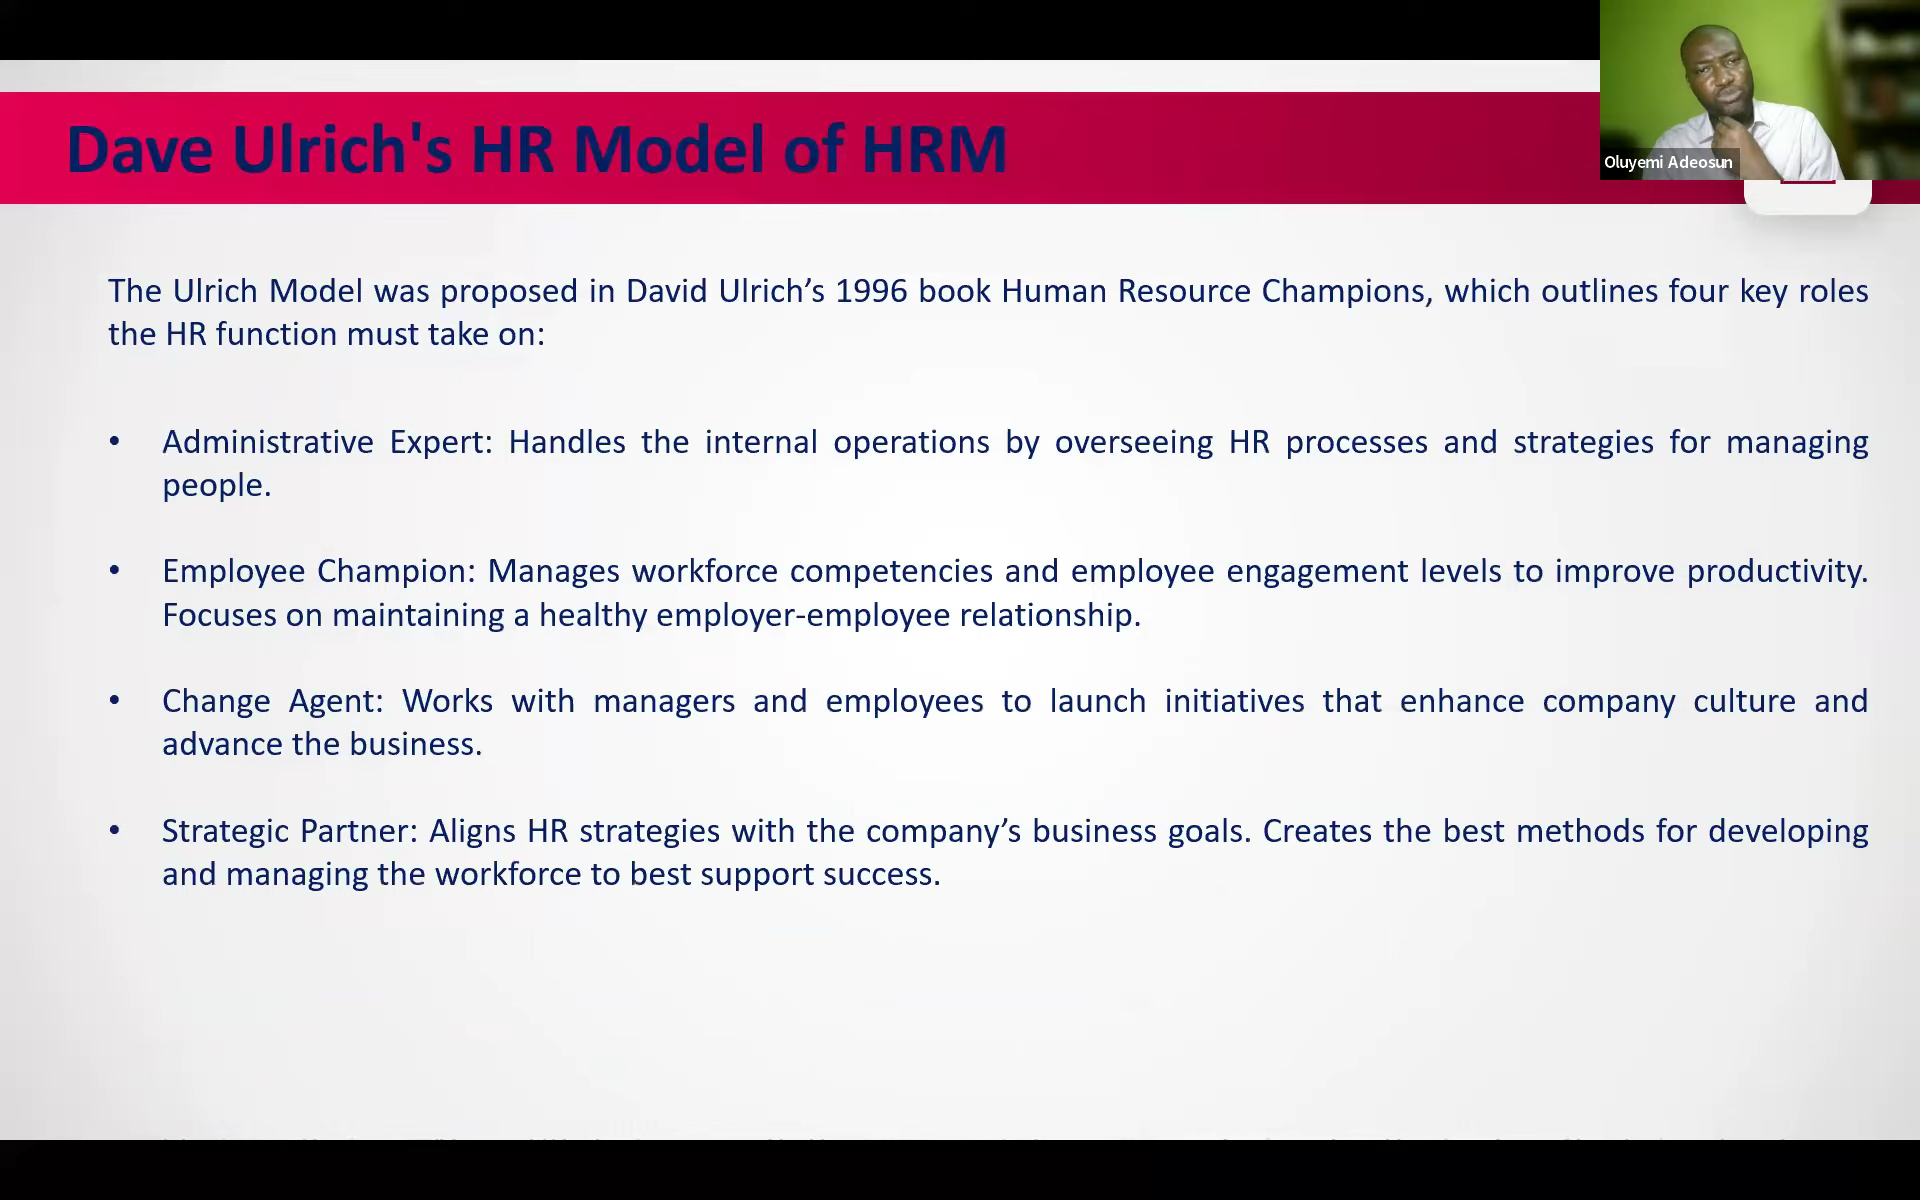 Dave Ulrich's HR Model of HRM
Oluyemi Adeosun
The Ulrich Model was proposed in David Ulrich’s 1996 book Human Resource Champions, which outlines four key roles
the HR function must take on:
• Administrative Expert: Handles the internal operations by overseeing HR processes and strategies for managing
people.
• Employee Champion: Manages workforce competencies and employee engagement levels to improve productivity.
Focuses on maintaining a healthy employer-employee relationship.
• Change Agent: Works with managers and employees to launch initiatives that enhance company culture and
advance the business.
• Strategic Partner: Aligns HR strategies with the company’s business goals. Creates the best methods for developing
and managing the workforce to best support success.